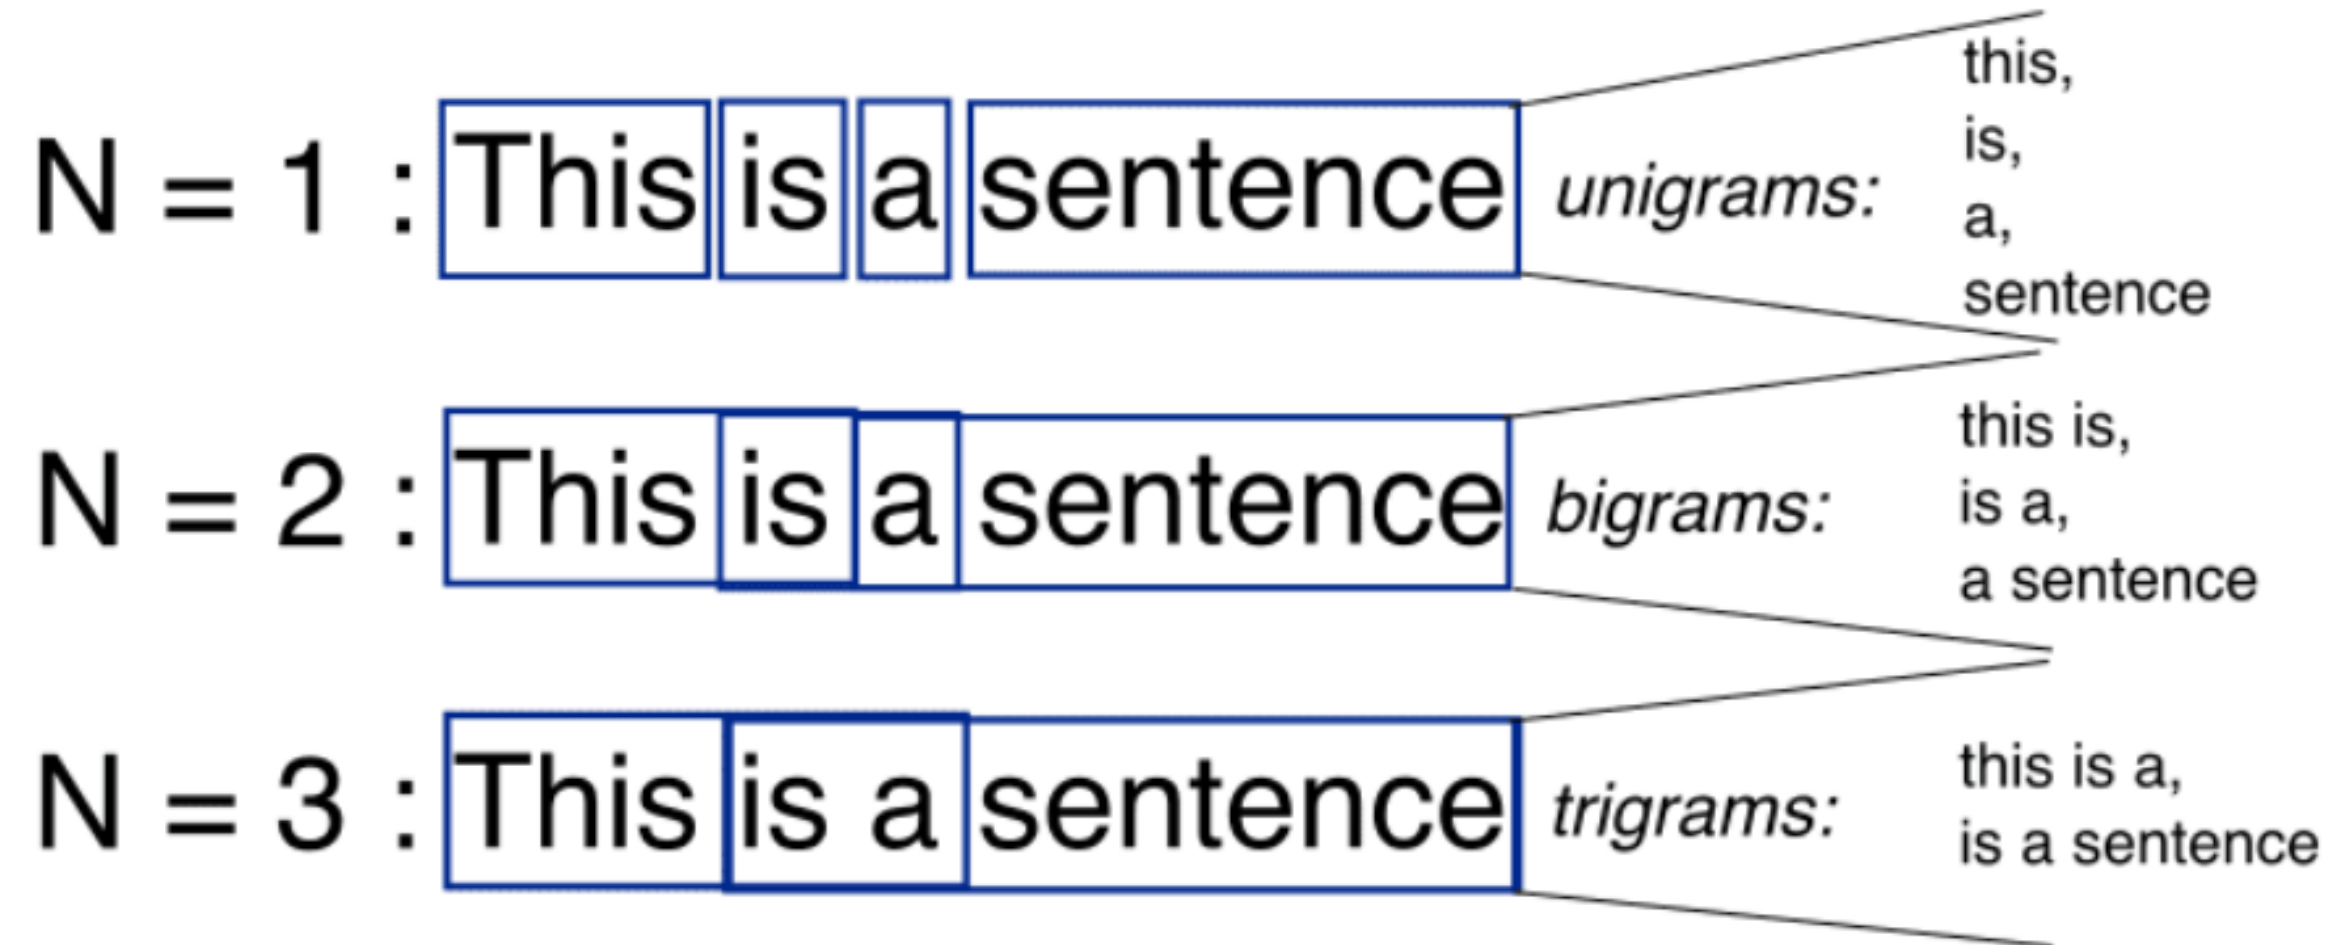 N = 1 : This is a sentence unigrams:
this,
is,
a,
sentence
N = 2 : This is a sentence bigrams:
this is,
is a,
a sentence
N = 3 : This is a sentence trigrams:
this is a,
is a sentence